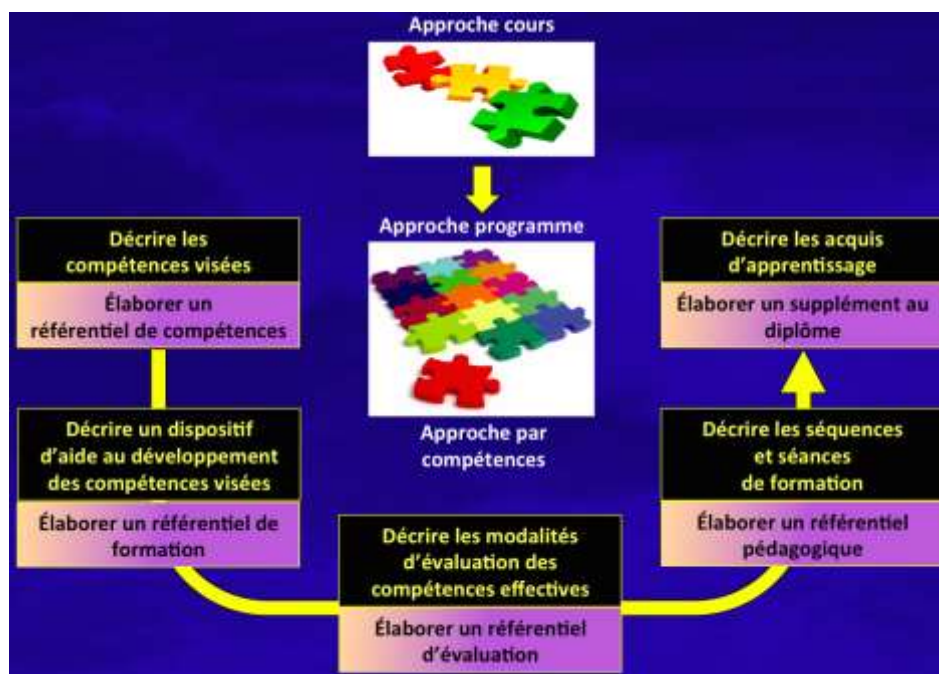 Approche cours
Approche programme
Approche par
compétences
Décrire les
compétences visées
Élaborer un
référentiel de compétences
Décrire un dispositif
d'aide au développement
des compétences visées
Élaborer un référentiel de
formation
Décrire les modalités
d'évaluation des
compétences effectives
Élaborer un référentiel
d'évaluation
Décrire les séquences
et séances
de formation
Élaborer un référentiel
pédagogique
Décrire les acquis
d'apprentissage
Élaborer un supplément au
diplôme